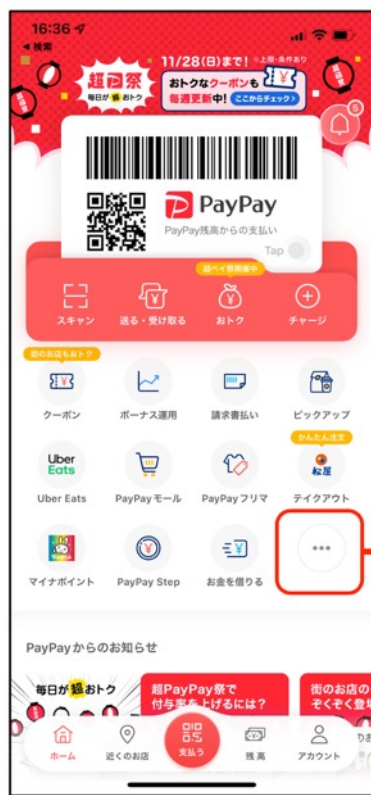 16:36
◀ 検索
11/28(日)まで! ※上限・条件あり
超PayPay祭
毎日が 超 おトク
おトクなクーポンも
毎週更新中! ここからチェック>
5
PayPay
PayPay残高からの支払い
Tap
超ペイ祭開催中
スキャン
送る・受け取る
おトク
チャージ
街のお店もおトク
クーポン
ボーナス運用
請求書払い
ピックアップ
かんたん注文
Uber
Eats
松屋
Uber Eats
PayPayモール
PayPayフリマ
テイクアウト
マイナポイント
PayPay Step
お金を借りる
PayPayからのお知らせ
毎日が 超 おトク
超PayPay祭で
付与率を上げるには?
街のお店の
ぞくぞく登場
ホーム
近くのお店
支払う
残高
アカウント